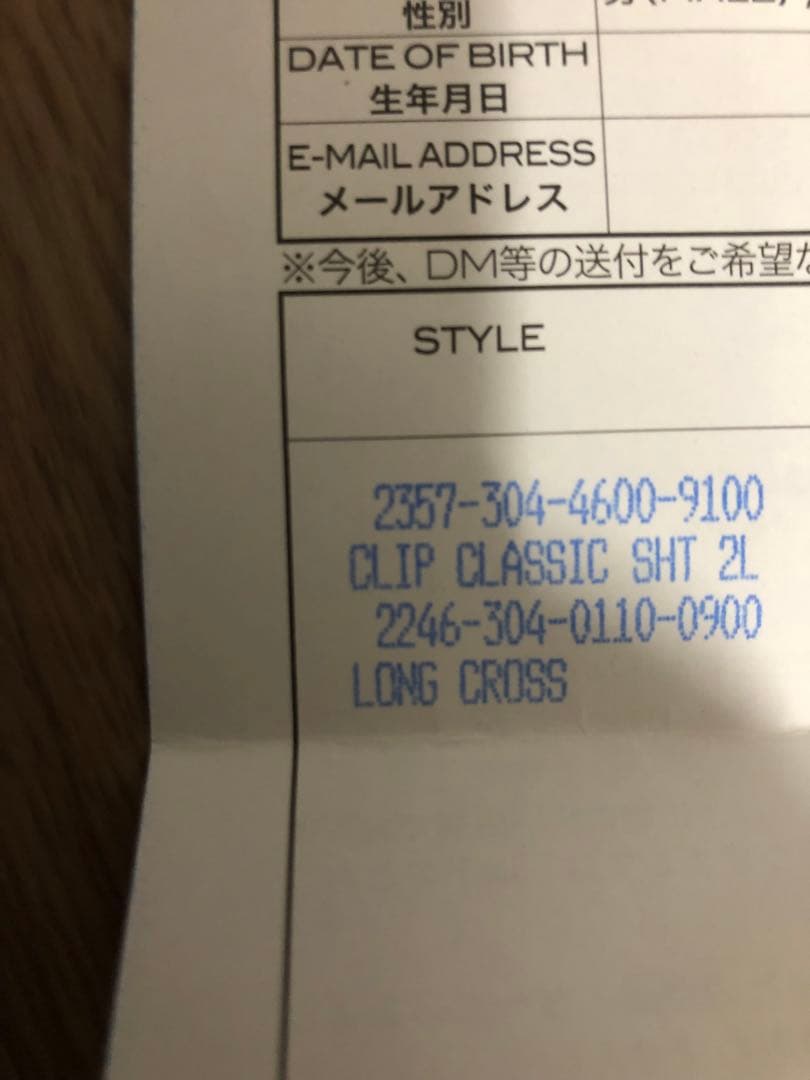 性別
DATE OF BIRTH
生年月日
E-MAIL ADDRESS
メールアドレス
※今後、DM等の送付をご希望な
STYLE
2357-304-4600-9100
CLIP CLASSIC SHT 2L
2246-304-0110-0900
LONG CROSS